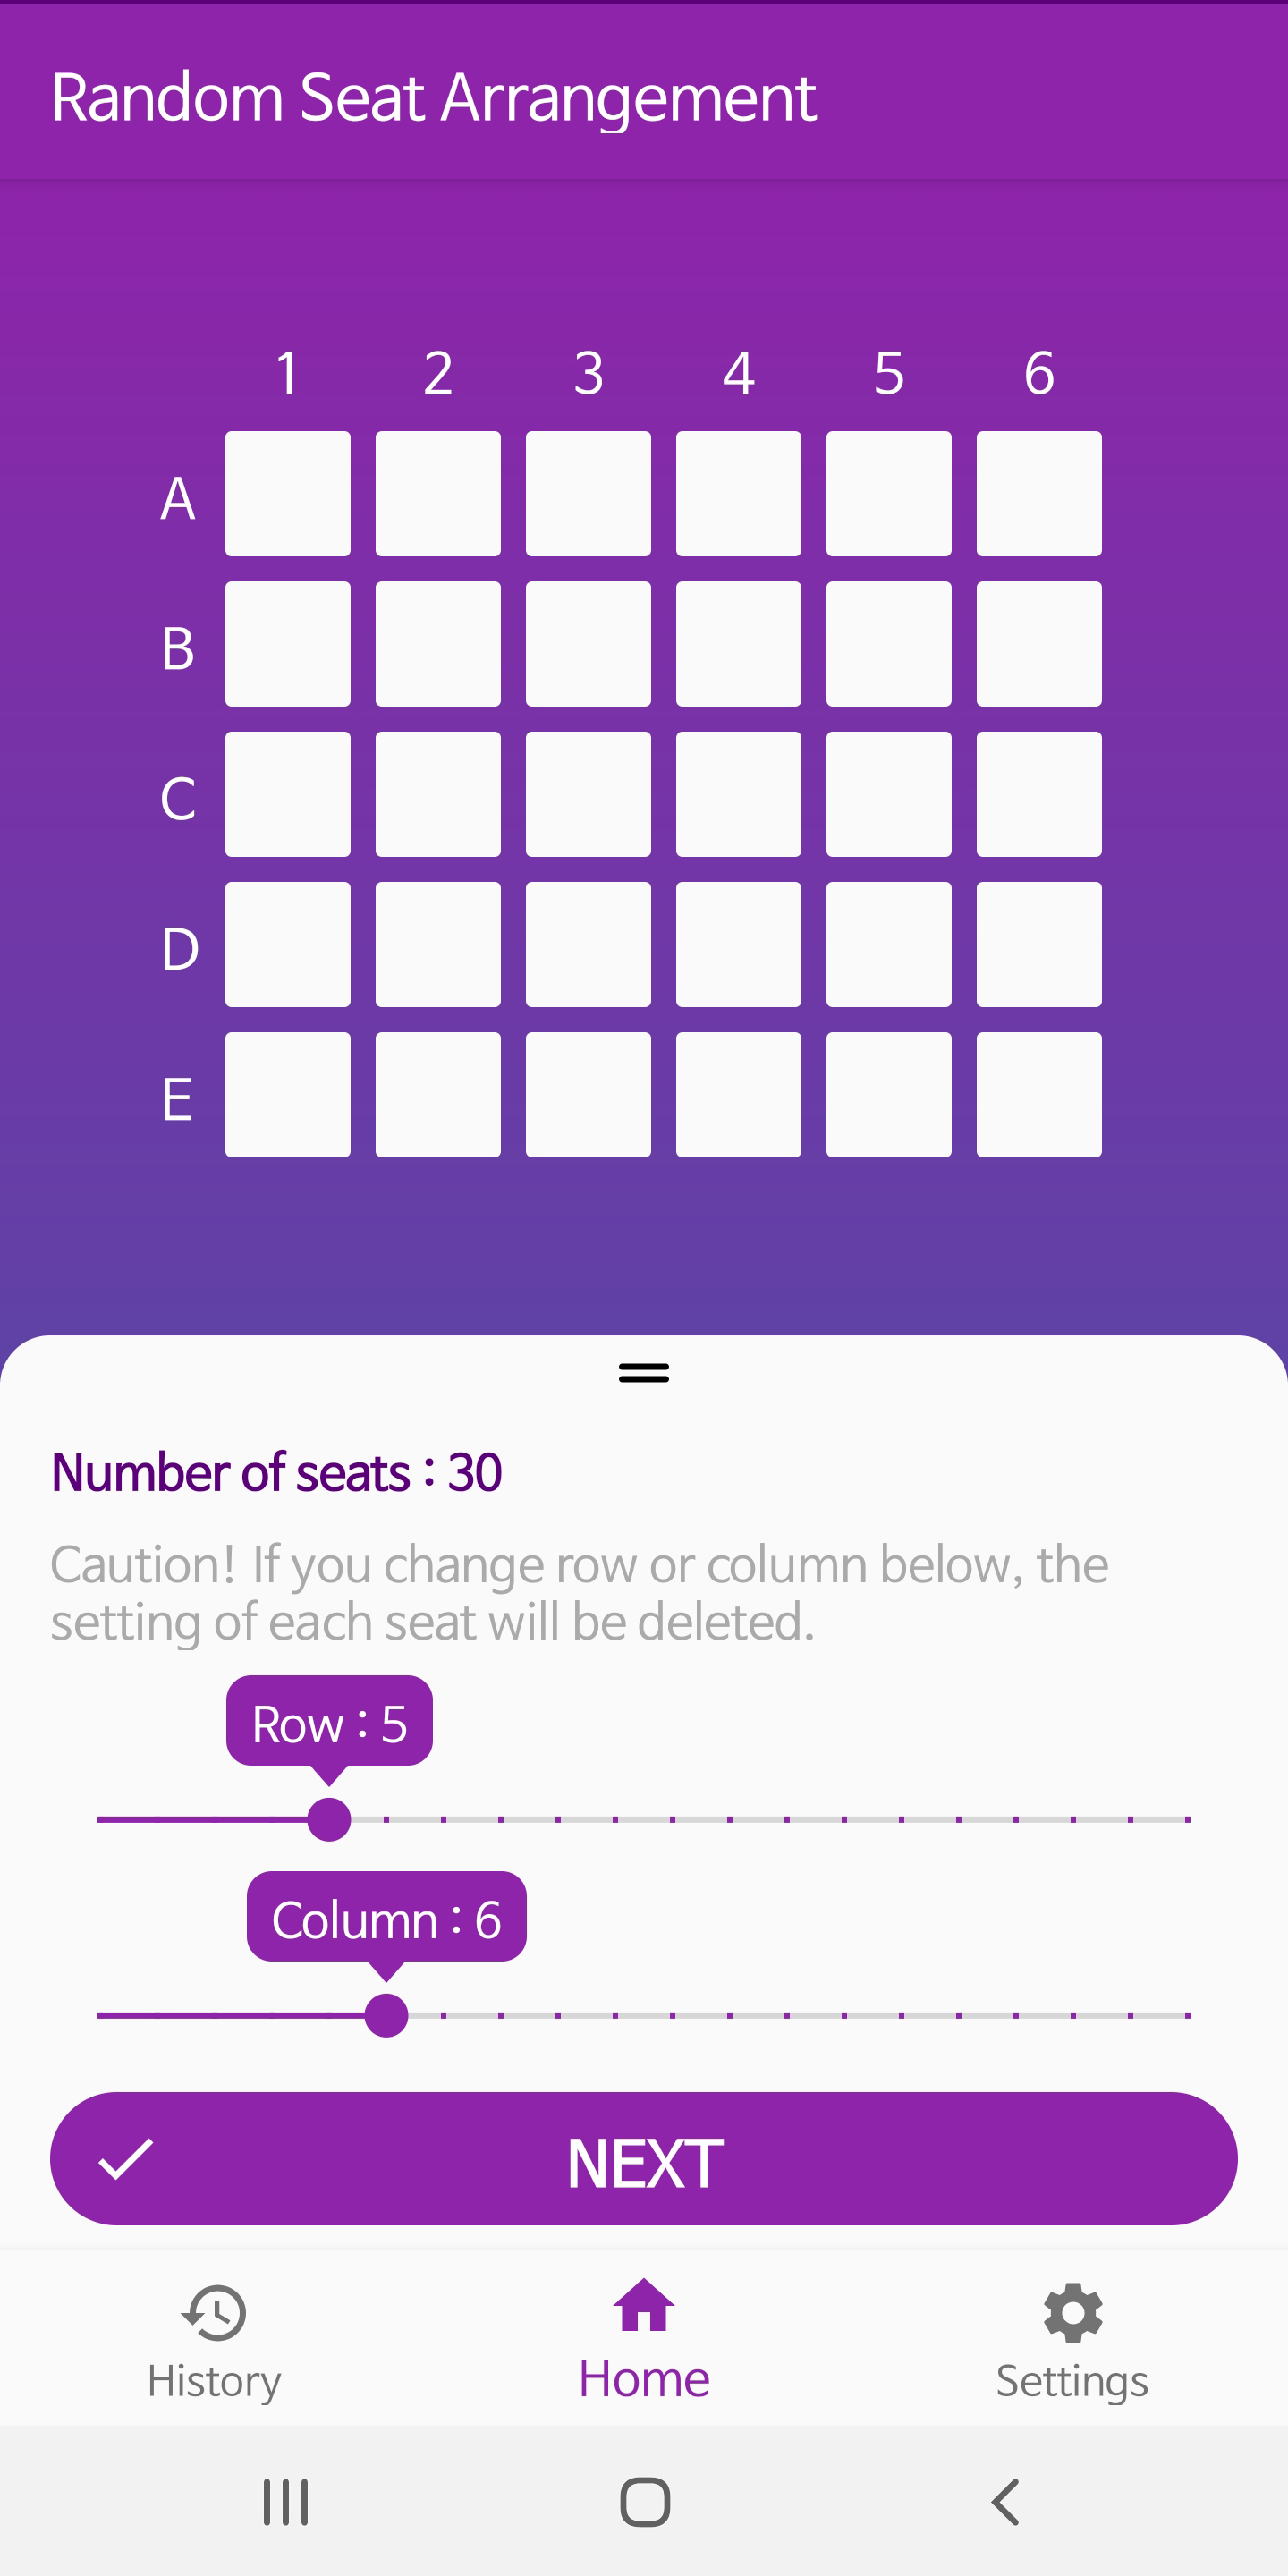 Random Seat Arrangement
1 2 3 4 5 6
A
B
C
D
E
Number of seats : 30
Caution! If you change row or column below, the
setting of each seat will be deleted.
Row : 5
Column : 6
NEXT
History Home Settings